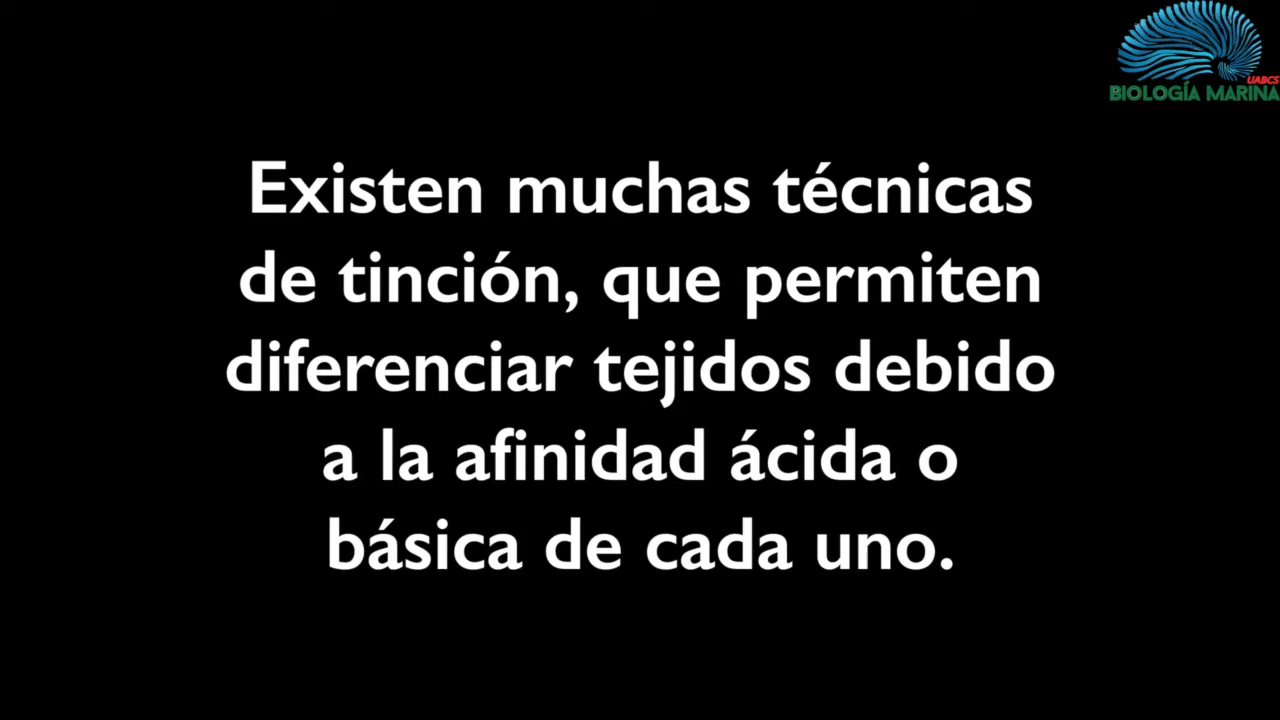 UABCS
BIOLOGÍA MARINA
Existen muchas técnicas
de tinción, que permiten
diferenciar tejidos debido
a la afinidad ácida o
básica de cada uno.